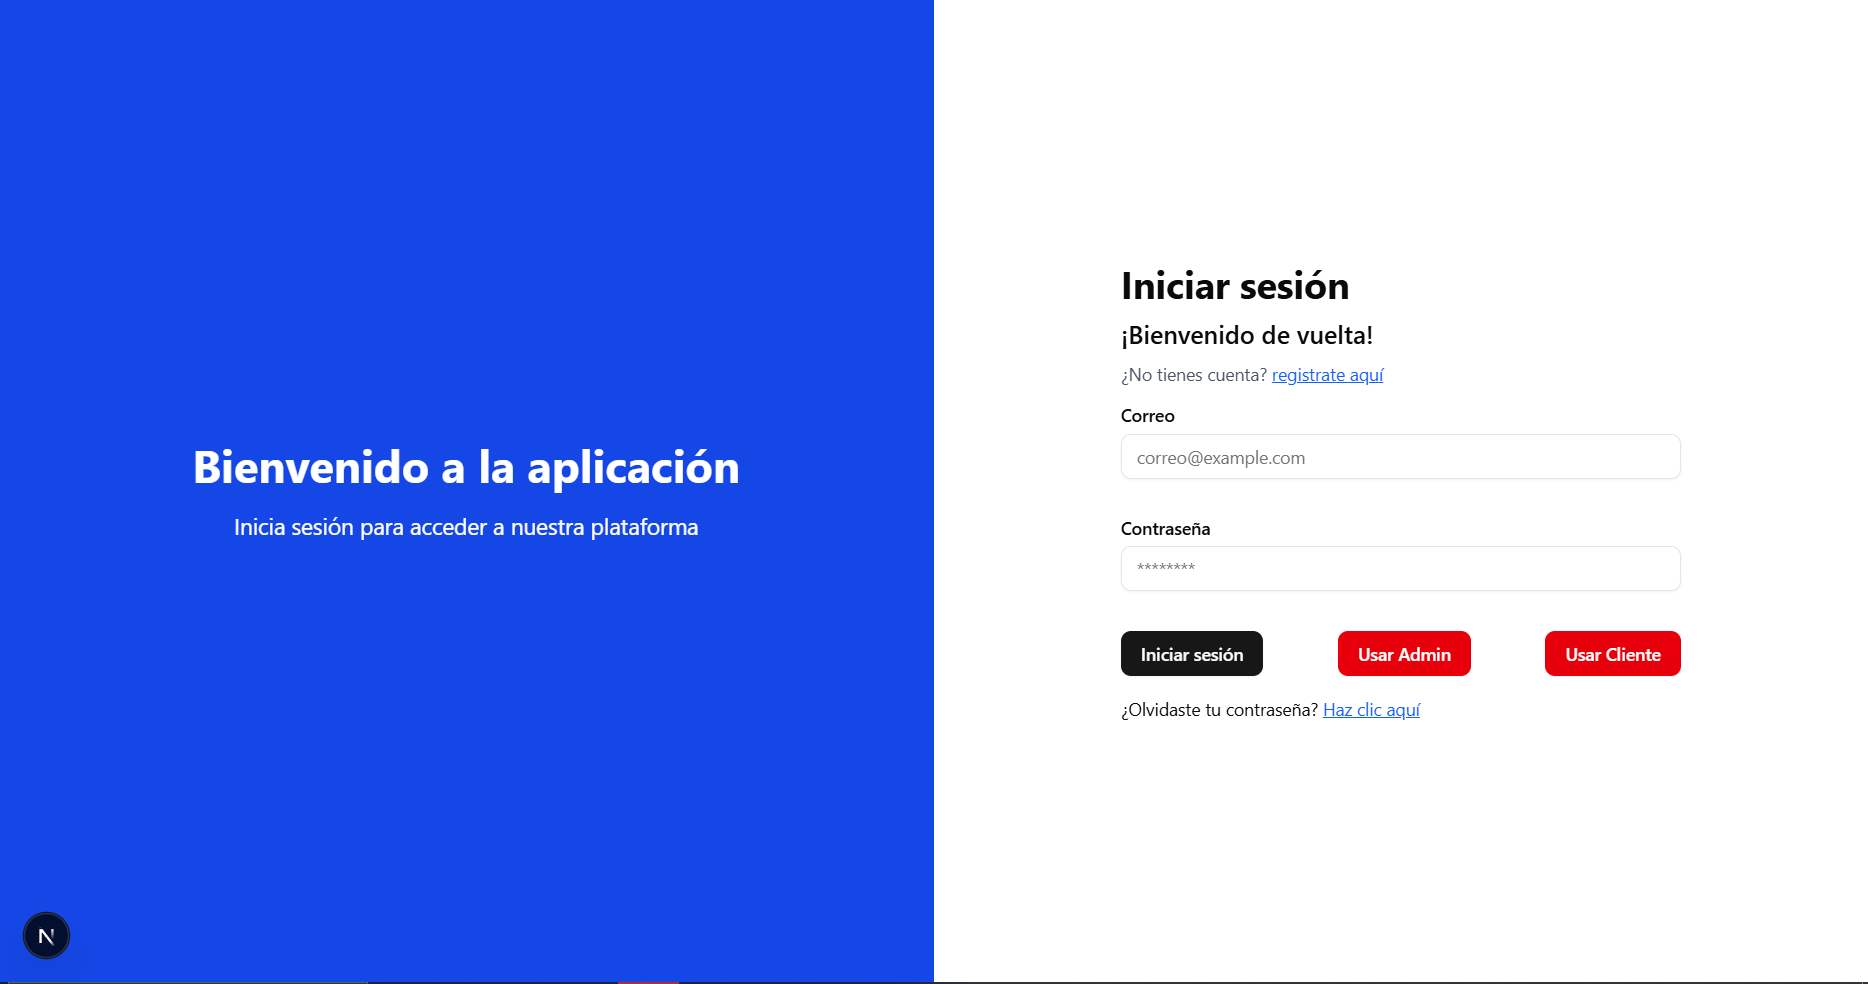 Bienvenido a la aplicación
Inicia sesión para acceder a nuestra plataforma
N
Iniciar sesión
¡Bienvenido de vuelta!
¿No tienes cuenta? registrate aquí
Correo
correo@example.com
Contraseña
********
Iniciar sesión
Usar Admin
Usar Cliente
¿Olvidaste tu contraseña? Haz clic aquí